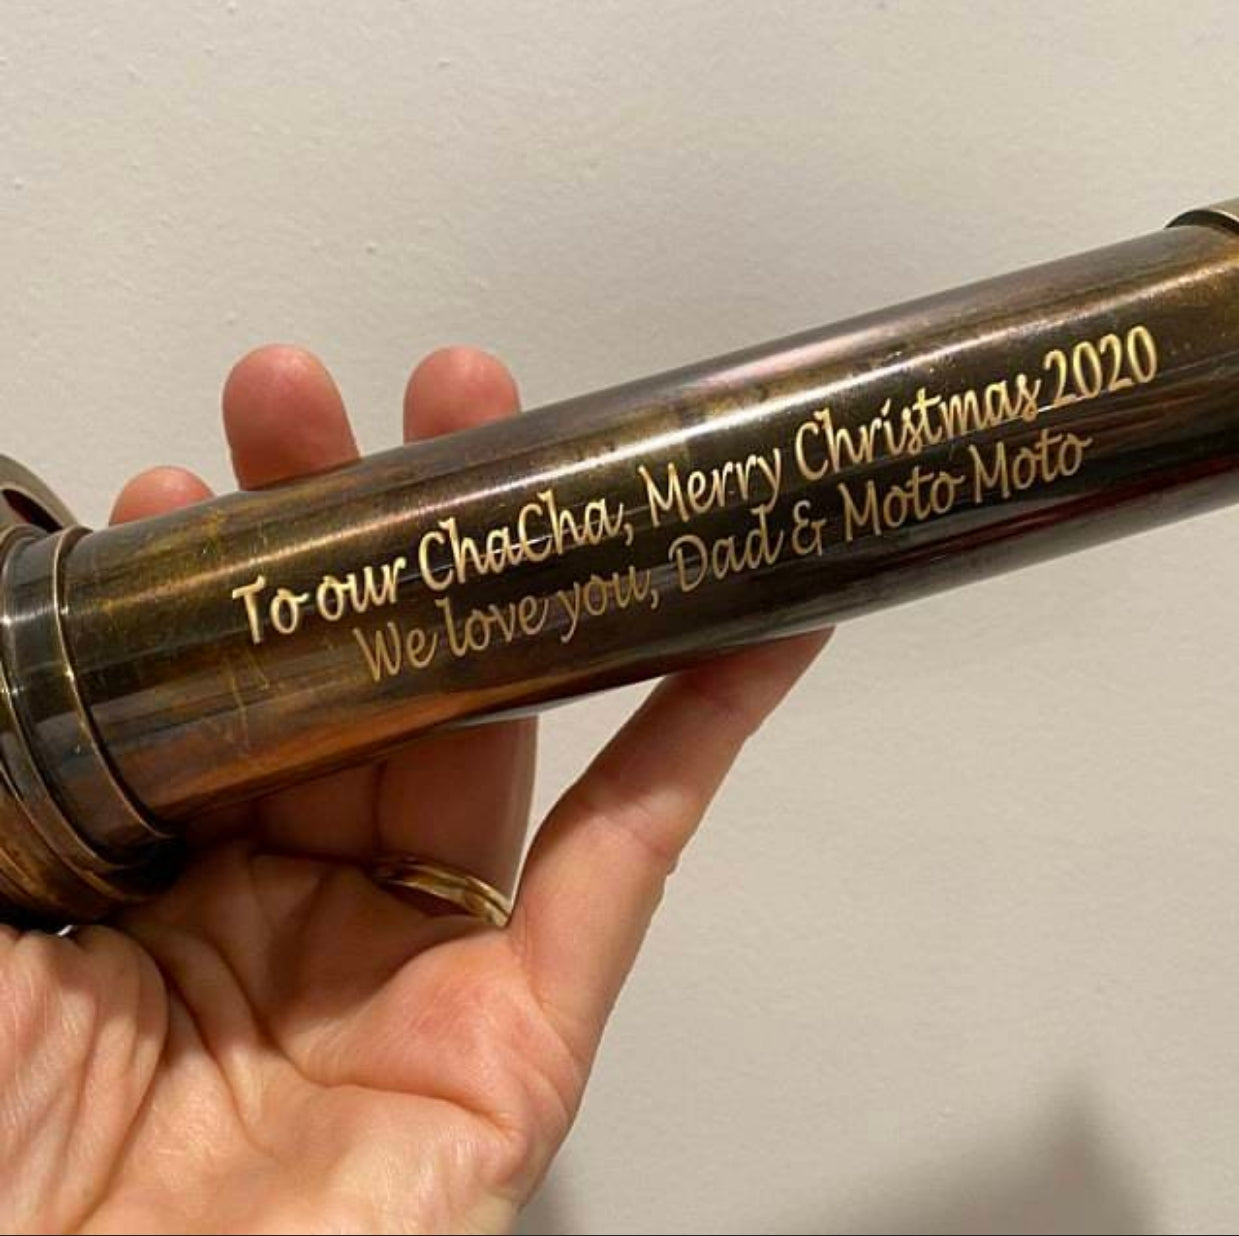 To our ChaCha, Merry Christmas 2020
We love you, Dad & Moto Moto